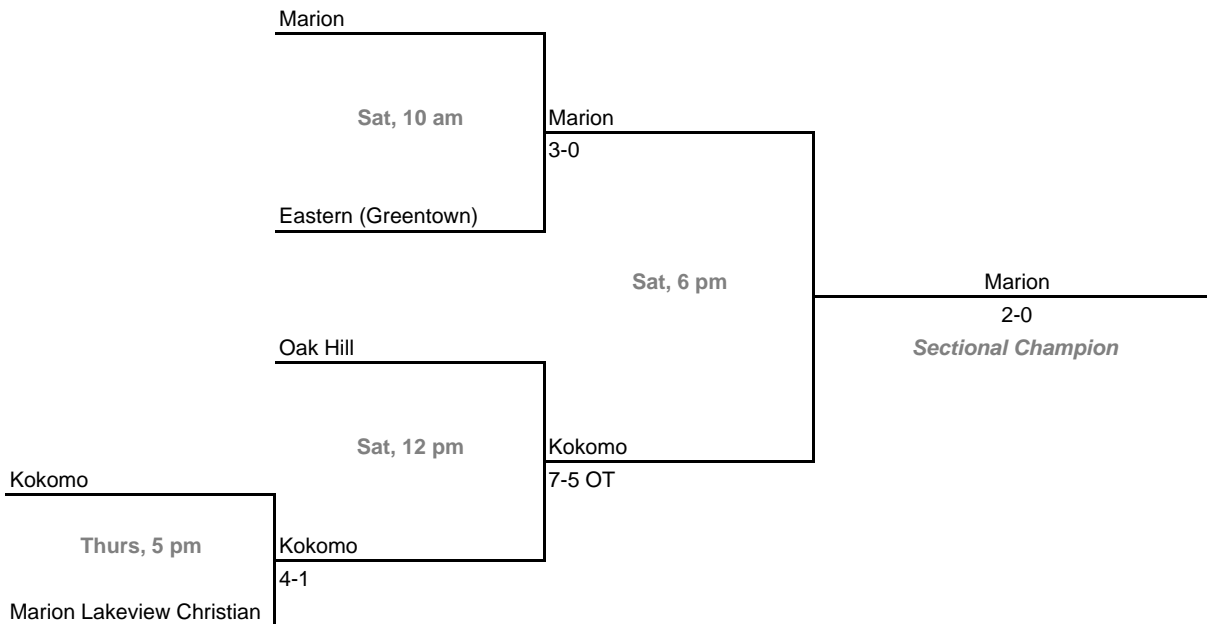 Marion
Sat, 10 am
Marion
3-0
Eastern (Greentown)
Sat, 6 pm
Marion
2-0
Sectional Champion
Oak Hill
Sat, 12 pm
Kokomo
7-5 OT
Kokomo
Thurs, 5 pm
Kokomo
4-1
Marion Lakeview Christian